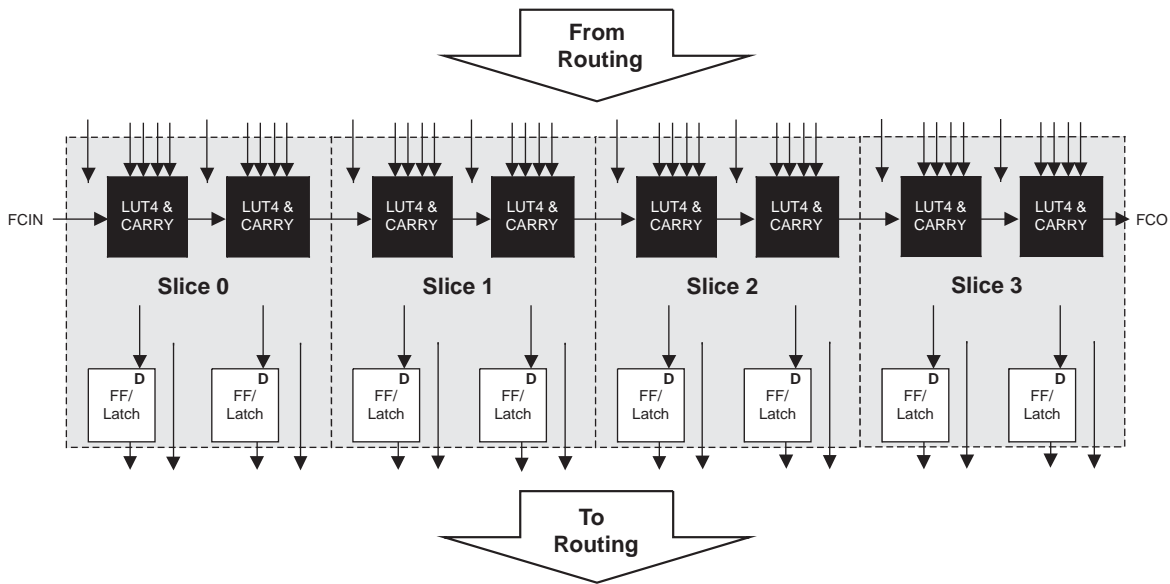 From
Routing
FCIN
LUT4 &
CARRY
LUT4 &
CARRY
LUT4 &
CARRY
LUT4 &
CARRY
LUT4 &
CARRY
LUT4 &
CARRY
LUT4 &
CARRY
LUT4 &
CARRY
FCO
Slice 0
Slice 1
Slice 2
Slice 3
D
FF/
Latch
D
FF/
Latch
D
FF/
Latch
D
FF/
Latch
D
FF/
Latch
D
FF/
Latch
D
FF/
Latch
D
FF/
Latch
To
Routing